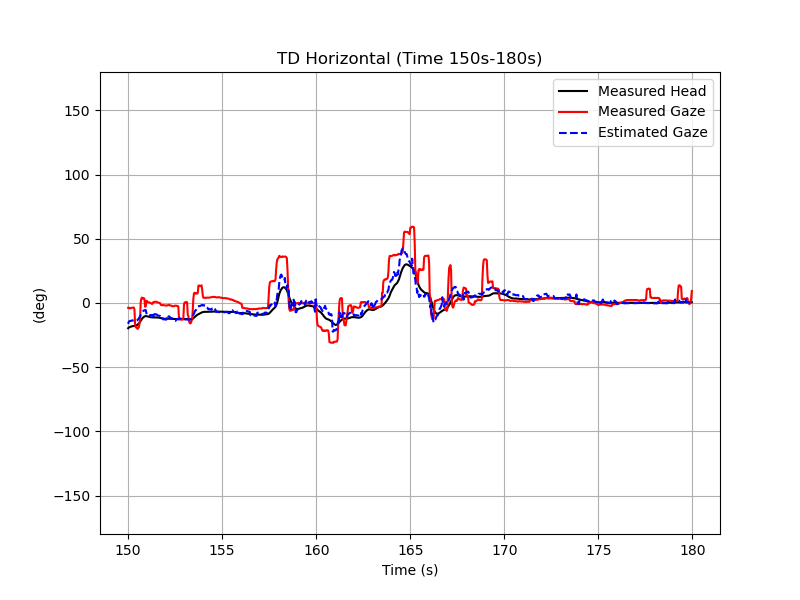 TD Horizontal (Time 150s-180s)
Measured Head
Measured Gaze
Estimated Gaze
150
100
50
0
−50
−100
−150
(deg)
150 155 160 165 170 175 180
Time (s)